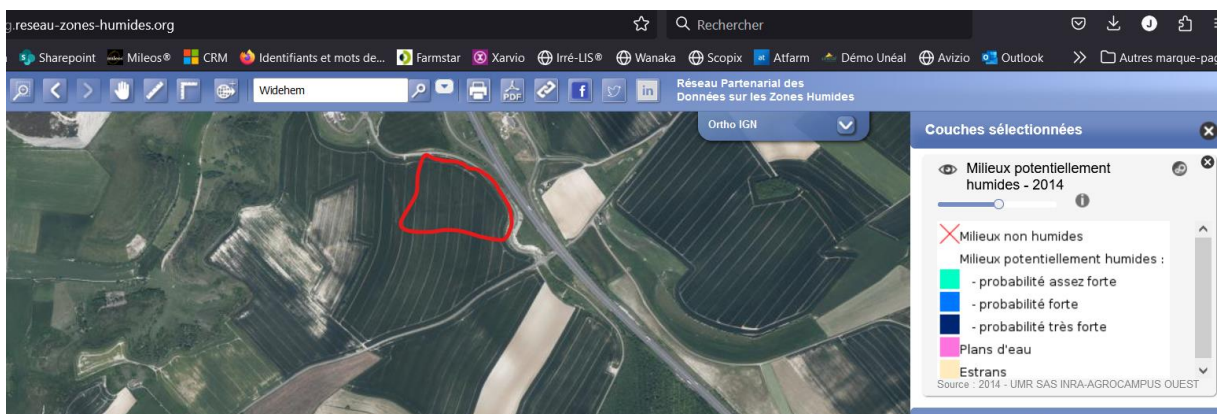 g.reseau-zones-humides.org
Rechercher
Sharepoint Mileos® CRM Identifiants et mots de... Farmstar Xarvio Irré-LIS® Wanaka Scopix Atfarm Démo Unéal Avizio Outlook Autres marque-pag
Widehem
PDF
Réseau Partenarial des
Données sur les Zones Humides
Ortho IGN
Couches sélectionnées
Milieux potentiellement
humides - 2014
Milieux non humides
Milieux potentiellement humides :
- probabilité assez forte
- probabilité forte
- probabilité très forte
Plans d'eau
Estrans
Source : 2014 - UMR SAS INRA-AGROCAMPUS OUEST